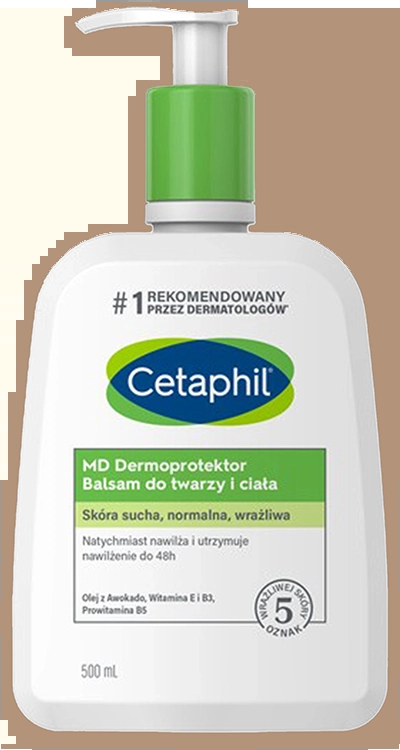 #1 REKOMENDOWANY
PRZEZ DERMATOLOGÓW*
Cetaphil®
MD Dermoprotektor
Balsam do twarzy i ciała
Skóra sucha, normalna, wrażliwa
Natychmiast nawilża i utrzymuje
nawilżenie do 48h
Olej z Awokado, Witamina E i B3,
Prowitamina B5
WRAŻLIWEJ SKÓRY
5
OZNAK
500 mL